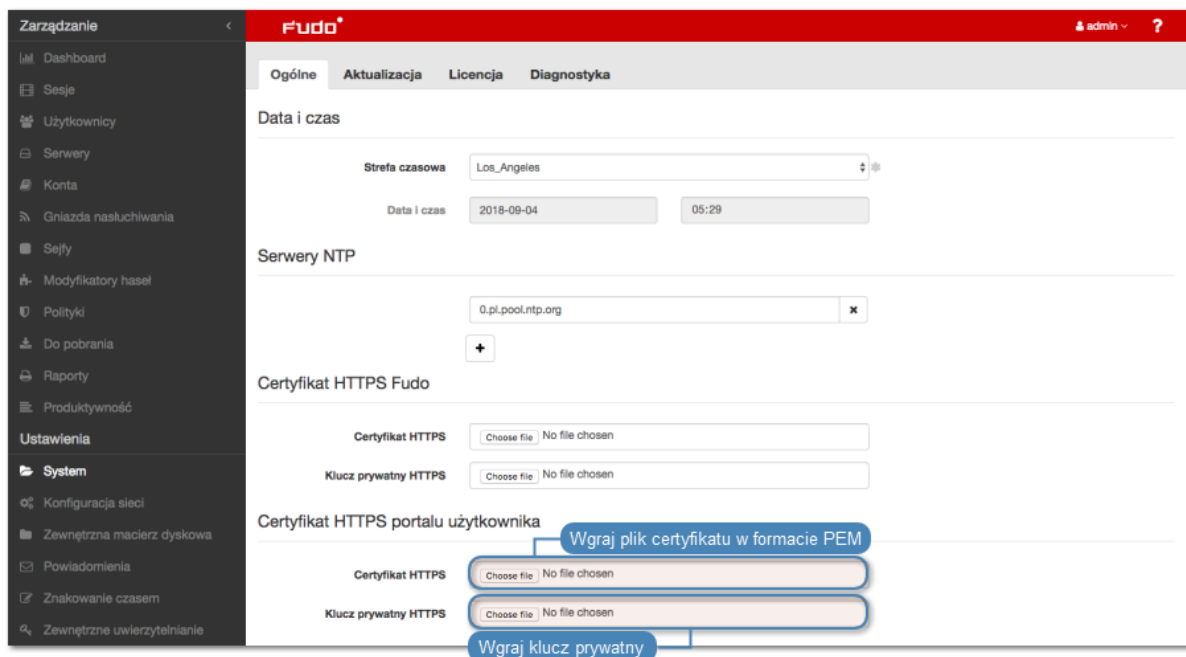 Zarządzanie
Fudo
admin
?
Dashboard
Sesje
Użytkownicy
Serwery
Konta
Gniazda nasłuchiwania
Sejfy
Modyfikatory haseł
Polityki
Do pobrania
Raporty
Produktywność
Ustawienia
System
Konfiguracja sieci
Zewnętrzna macierz dyskowa
Powiadomienia
Znakowanie czasem
Zewnętrzne uwierzytelnianie
Ogólne Aktualizacja Licencja Diagnostyka
Data i czas
Strefa czasowa Los_Angeles
Data i czas 2018-09-04 05:29
Serwery NTP
0.pl.pool.ntp.org
Certyfikat HTTPS Fudo
Certyfikat HTTPS Choose file No file chosen
Klucz prywatny HTTPS Choose file No file chosen
Certyfikat HTTPS portalu użytkownika
Wgraj plik certyfikatu w formacie PEM
Certyfikat HTTPS Choose file No file chosen
Klucz prywatny HTTPS Choose file No file chosen
Wgraj klucz prywatny